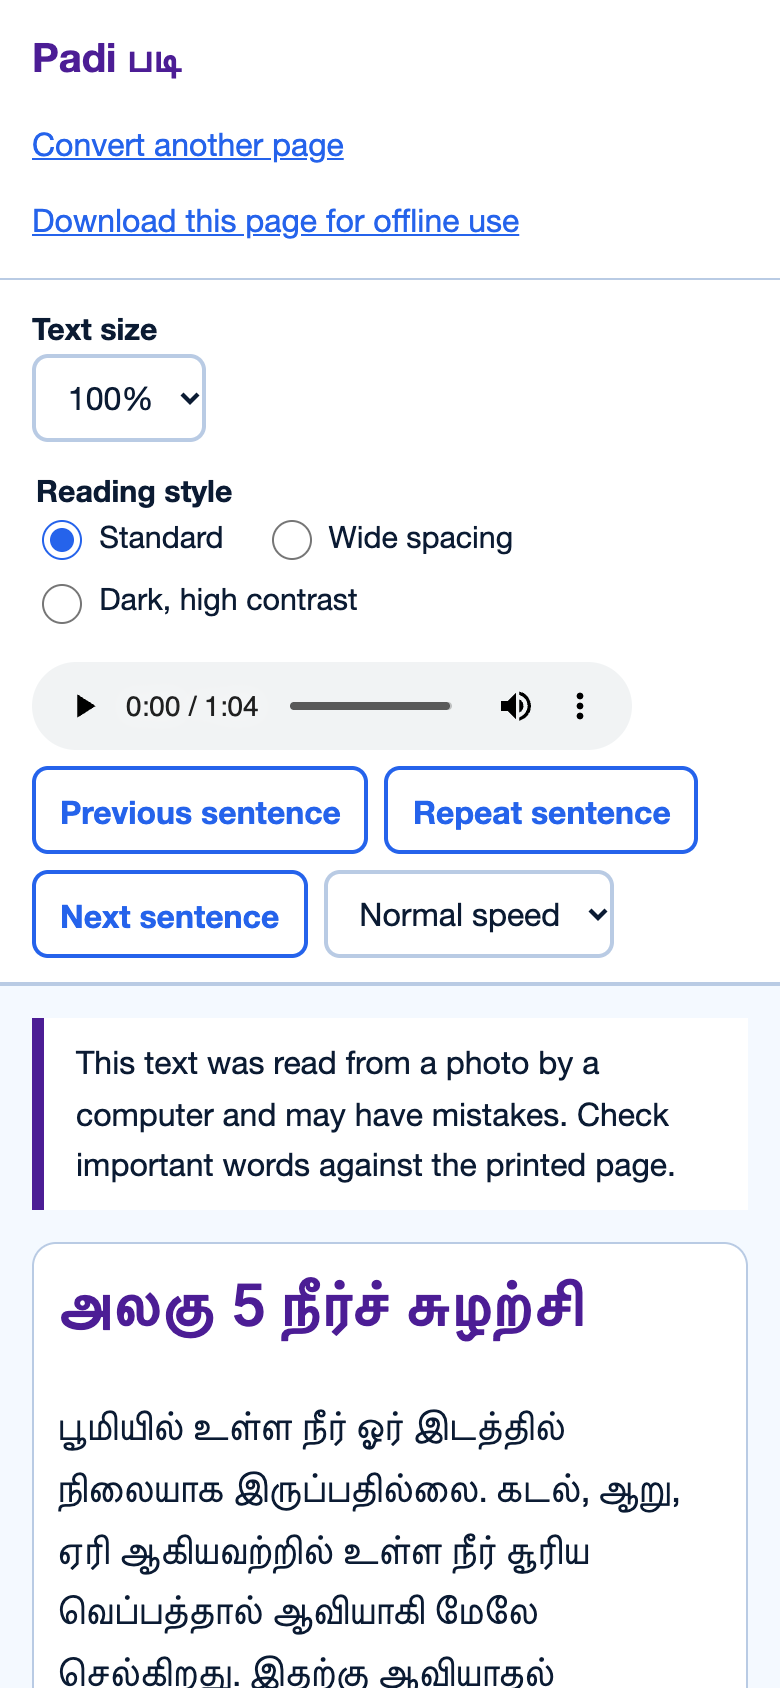 Padi படி
Convert another page
Download this page for offline use
Text size
100%
Reading style
Standard
Wide spacing
Dark, high contrast
0:00 / 1:04
Previous sentence
Repeat sentence
Next sentence
Normal speed
This text was read from a photo by a
computer and may have mistakes. Check
important words against the printed page.
அலகு 5 நீர்ச் சுழற்சி
பூமியில் உள்ள நீர் ஓர் இடத்தில்
நிலையாக இருப்பதில்லை. கடல், ஆறு,
ஏரி ஆகியவற்றில் உள்ள நீர் சூரிய
வெப்பத்தால் ஆவியாகி மேலே
செல்கிறது. இதற்கு ஆவியாதல்